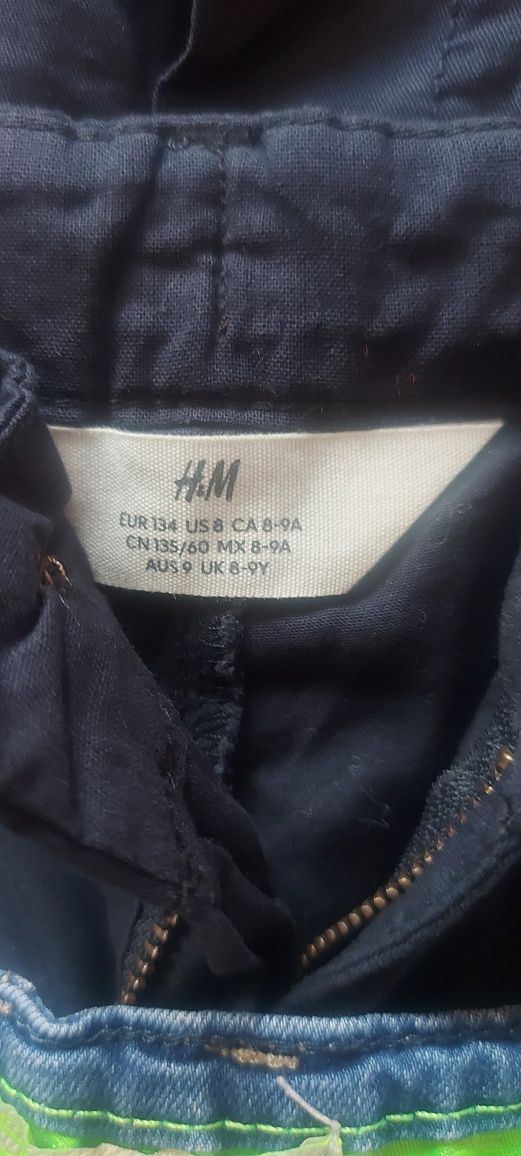 H&M
EUR 134 US 8 CA 8-9A
CN 135/60 MX 8-9A
AUS 9 UK 8-9Y